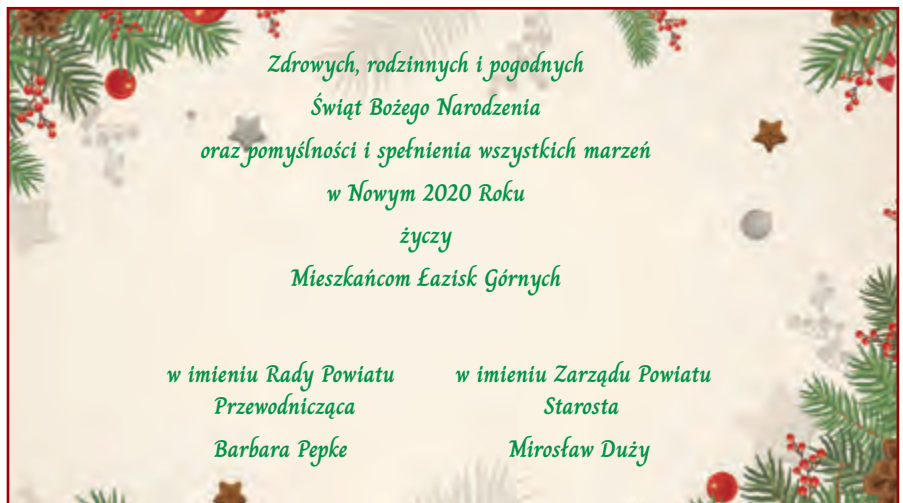 Zdrowych, rodzinnych i pogodnych
Świąt Bożego Narodzenia
oraz pomyślności i spełnienia wszystkich marzeń
w Nowym 2020 Roku
życzy
Mieszkańcom Łazisk Górnych
w imieniu Rady Powiatu
Przewodnicząca
Barbara Pepke
w imieniu Zarządu Powiatu
Starosta
Mirosław Duży